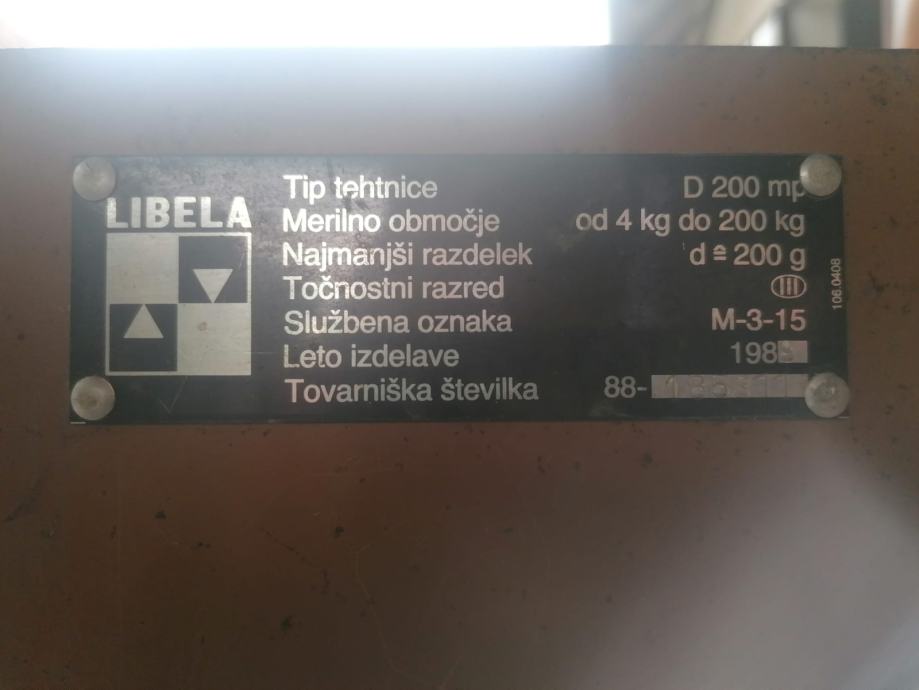 LIBELA
Tip tehtnice D 200 mp
Merilno območje od 4 kg do 200 kg
Najmanjši razdelek d ≘ 200 g
Točnostni razred III
Službena oznaka M-3-15
Leto izdelave
Tovarniška številka 88-
106.0408